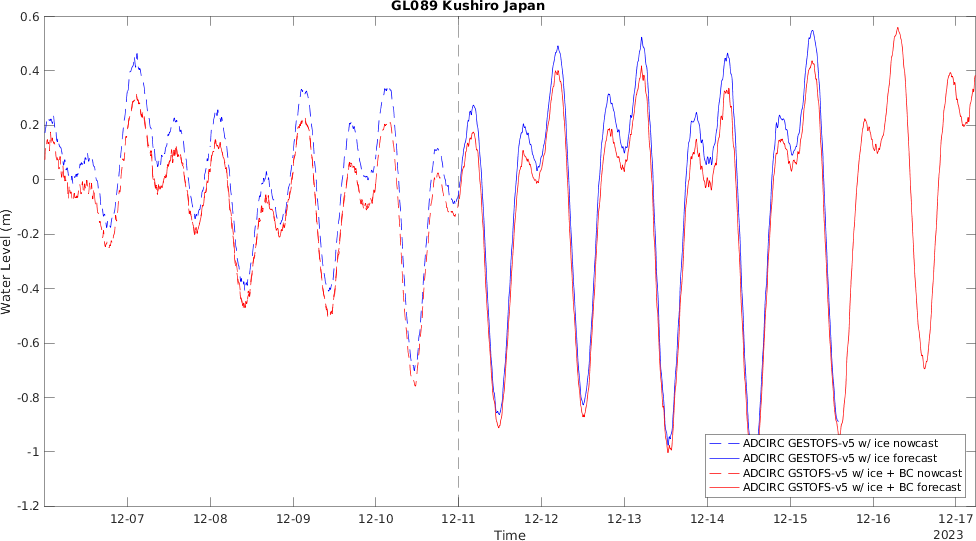 GL089 Kushiro Japan
0.6
0.4
0.2
0
-0.2
-0.4
-0.6
-0.8
-1
-1.2
Water Level (m)
ADCIRC GESTOFS-v5 w/ ice nowcast
ADCIRC GESTOFS-v5 w/ ice forecast
ADCIRC GSTOFS-v5 w/ ice + BC nowcast
ADCIRC GSTOFS-v5 w/ ice + BC forecast
12-07 12-08 12-09 12-10 12-11 12-12 12-13 12-14 12-15 12-16 12-17
Time
2023